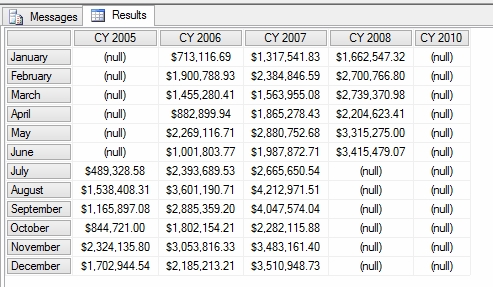 Messages Results
CY 2005 CY 2006 CY 2007 CY 2008 CY 2010
January (null) $713,116.69 $1,317,541.83 $1,662,547.32 (null)
February (null) $1,900,788.93 $2,384,846.59 $2,700,766.80 (null)
March (null) $1,455,280.41 $1,563,955.08 $2,739,370.98 (null)
April (null) $882,899.94 $1,865,278.43 $2,204,623.41 (null)
May (null) $2,269,116.71 $2,880,752.68 $3,315,275.00 (null)
June (null) $1,001,803.77 $1,987,872.71 $3,415,479.07 (null)
July $489,328.58 $2,393,689.53 $2,665,650.54 (null) (null)
August $1,538,408.31 $3,601,190.71 $4,212,971.51 (null) (null)
September $1,165,897.08 $2,885,359.20 $4,047,574.04 (null) (null)
October $844,721.00 $1,802,154.21 $2,282,115.88 (null) (null)
November $2,324,135.80 $3,053,816.33 $3,483,161.40 (null) (null)
December $1,702,944.54 $2,185,213.21 $3,510,948.73 (null) (null)